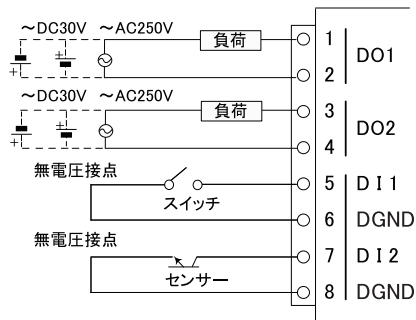 ～DC30V ～AC250V
負荷
1
2
DO1
～DC30V ～AC250V
負荷
3
4
DO2
無電圧接点
スイッチ
5 DI1
6 DGND
無電圧接点
センサー
7 DI2
8 DGND